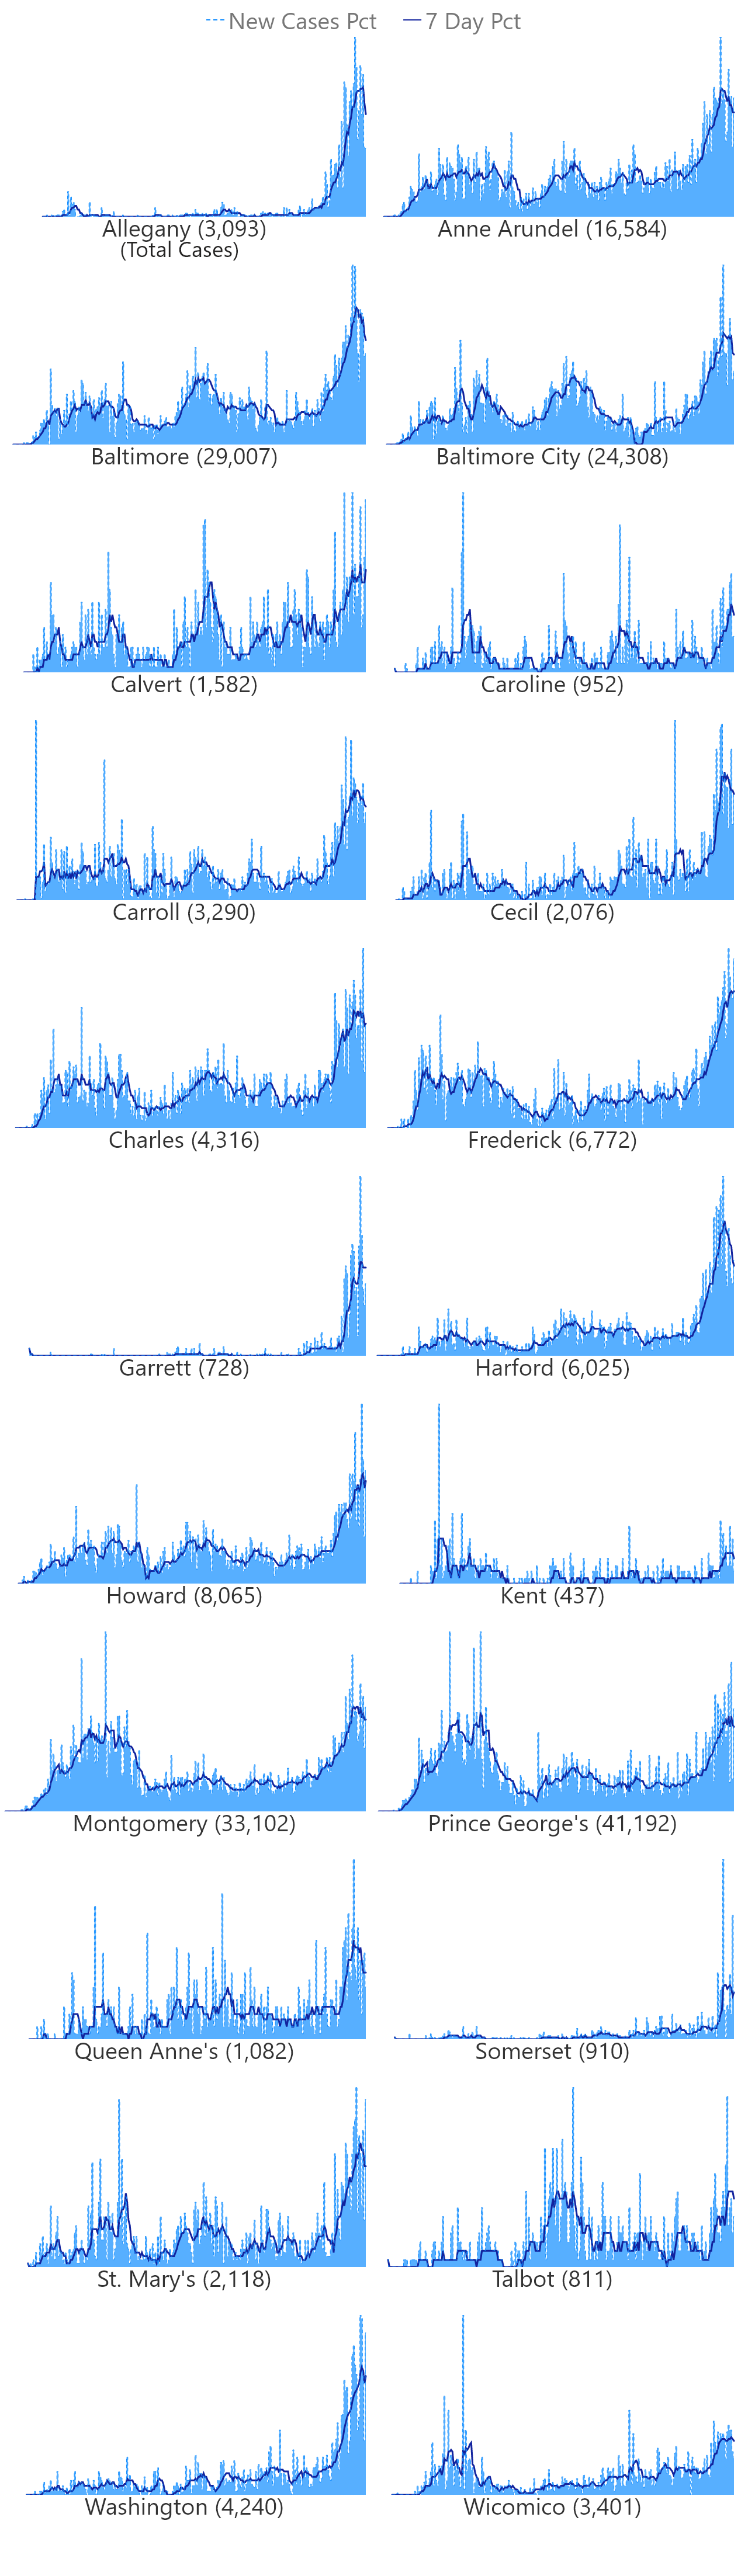 New Cases Pct 7 Day Pct
Allegany (3,093) Anne Arundel (16,584)
(Total Cases)
Baltimore (29,007) Baltimore City (24,308)
Calvert (1,582) Caroline (952)
Carroll (3,290) Cecil (2,076)
Charles (4,316) Frederick (6,772)
Garrett (728) Harford (6,025)
Howard (8,065) Kent (437)
Montgomery (33,102) Prince George's (41,192)
Queen Anne's (1,082) Somerset (910)
St. Mary's (2,118) Talbot (811)
Washington (4,240) Wicomico (3,401)